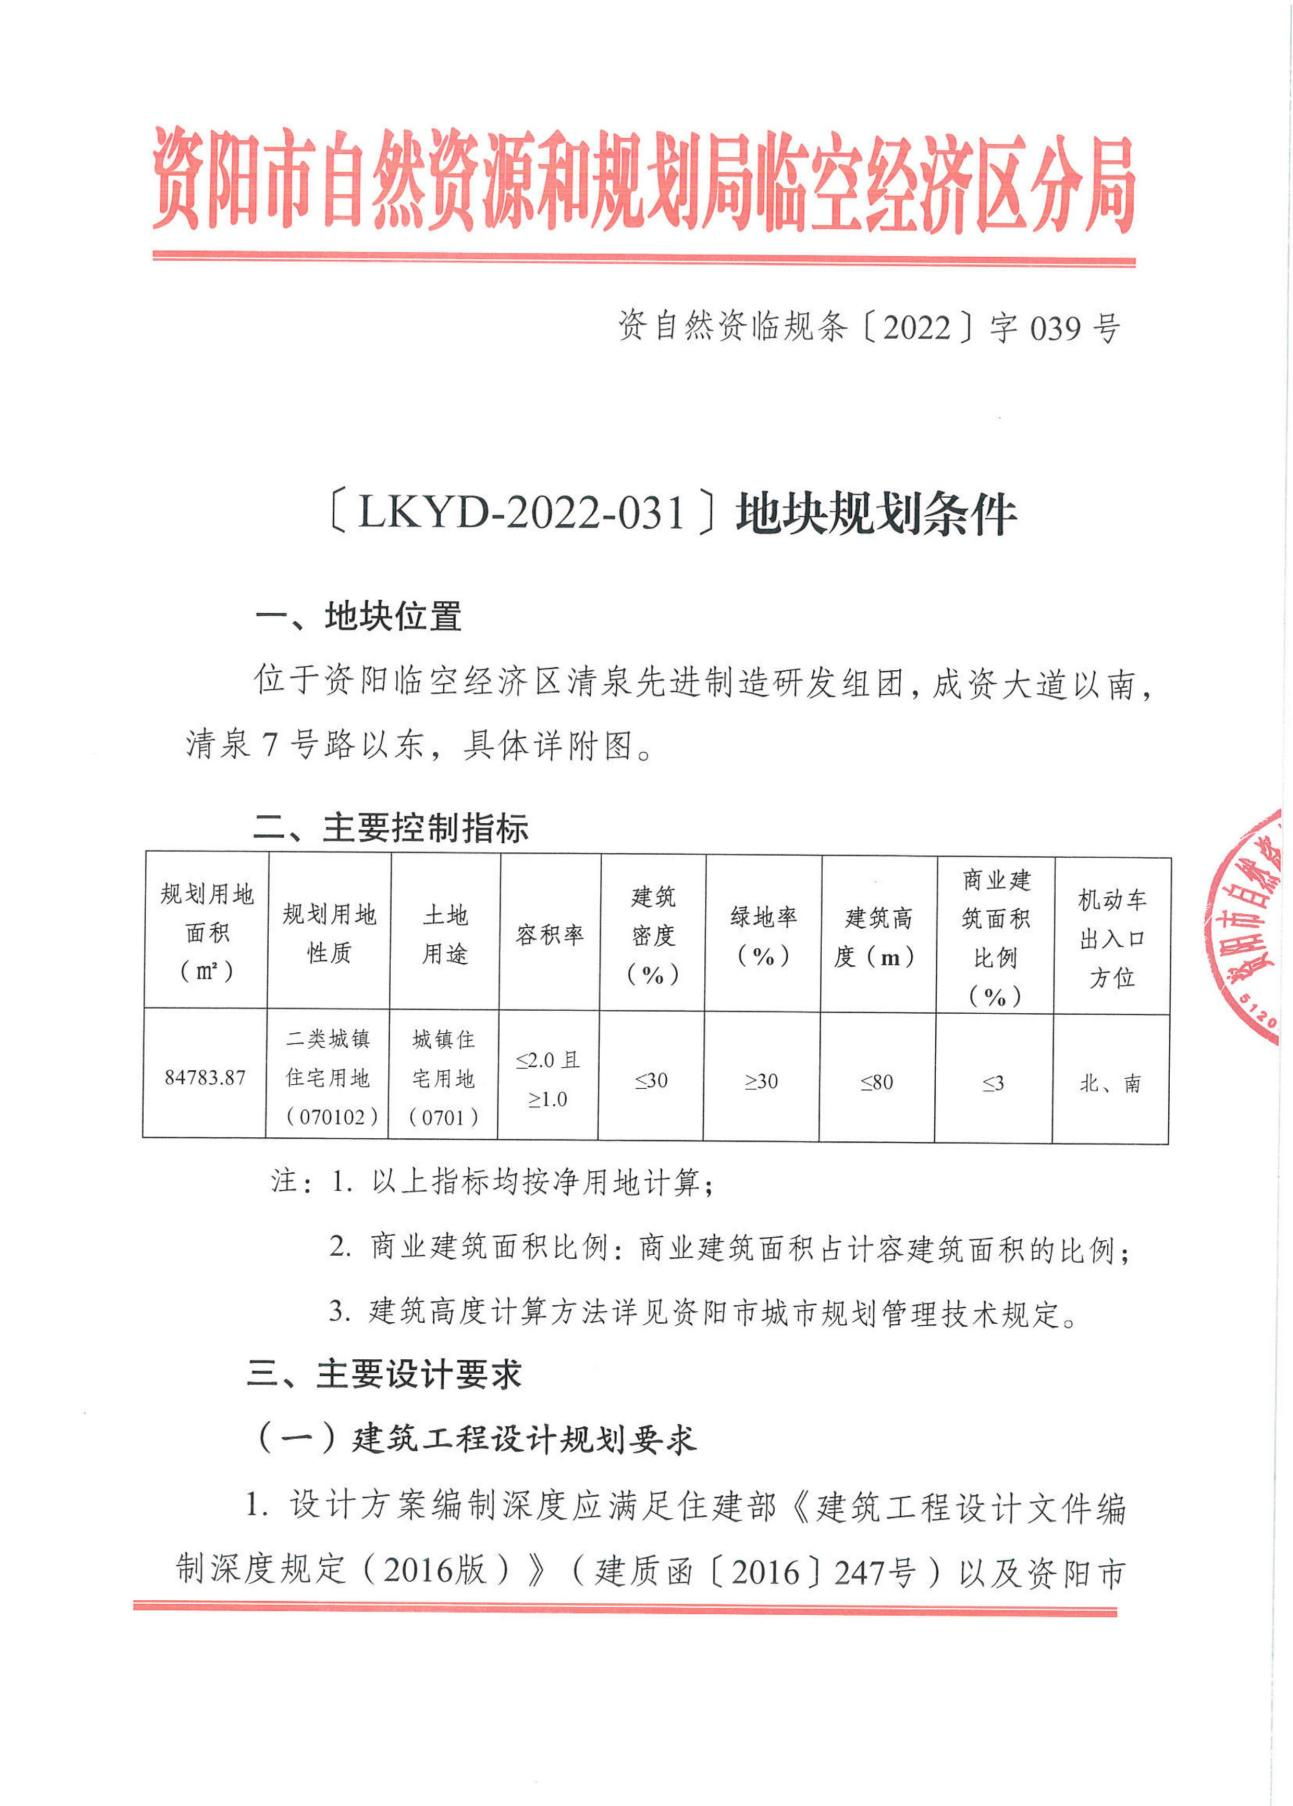 资阳市自然资源和规划局临空经济区分局
资自然资临规条〔2022〕字 039 号
〔LKYD-2022-031〕地块规划条件
一、地块位置
位于资阳临空经济区清泉先进制造研发组团，成资大道以南，
清泉 7 号路以东，具体详附图。
二、主要控制指标
规划用地
面积
（㎡）
规划用地
性质
土地
用途
容积率
建筑
密度
（%）
绿地率
（%）
建筑高
度（m）
商业建
筑面积
比例
（%）
机动车
出入口
方位
84783.87
二类城镇
住宅用地
（070102）
城镇住
宅用地
（0701）
≤2.0 且
≥1.0
≤30
≥30
≤80
≤3
北、南
注：1. 以上指标均按净用地计算；
2. 商业建筑面积比例：商业建筑面积占计容建筑面积的比例；
3. 建筑高度计算方法详见资阳市城市规划管理技术规定。
三、主要设计要求
（一）建筑工程设计规划要求
1. 设计方案编制深度应满足住建部《建筑工程设计文件编
制深度规定（2016版）》（建质函〔2016〕247号）以及资阳市
资阳市自然资
5120